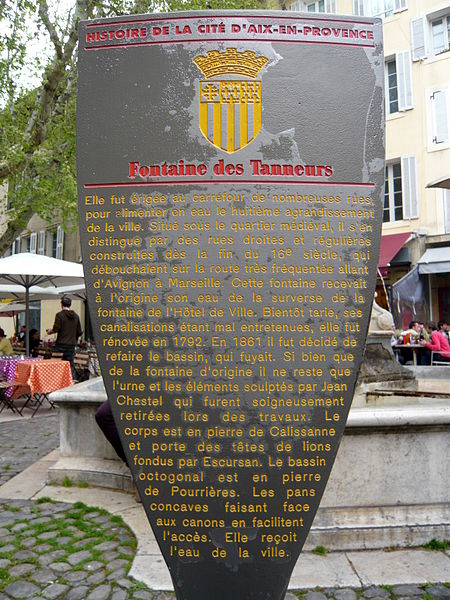 HISTOIRE DE LA CITÉ D'AIX-EN-PROVENCE
Fontaine des Tanneurs
Elle fut érigée au carrefour de nombreuses rues,
pour alimenter en eau le huitième agrandissement
de la ville. Situé sous le quartier médiéval, il s'en
distingue par des rues droites et régulières
construites dès la fin du 16e siècle, qui
débouchaient sur la route très fréquentée allant
d'Avignon à Marseille. Cette fontaine recevait
à l'origine son eau de la surverse de la
fontaine de l'Hôtel de Ville. Bientôt tarie, ses
canalisations étant mal entretenues, elle fut
rénovée en 1792. En 1861 il fut décidé de
refaire le bassin, qui fuyait. Si bien que
de la fontaine d'origine il ne reste que
l'urne et les éléments sculptés par Jean
Chastel qui furent soigneusement
retirées lors des travaux. Le
corps est en pierre de Calissanne
et porte des têtes de lions
fondus par Escursan. Le bassin
octogonal est en pierre
de Pourrières. Les pans
concaves faisant face
aux canons en facilitent
l'accès. Elle reçoit
l'eau de la ville.